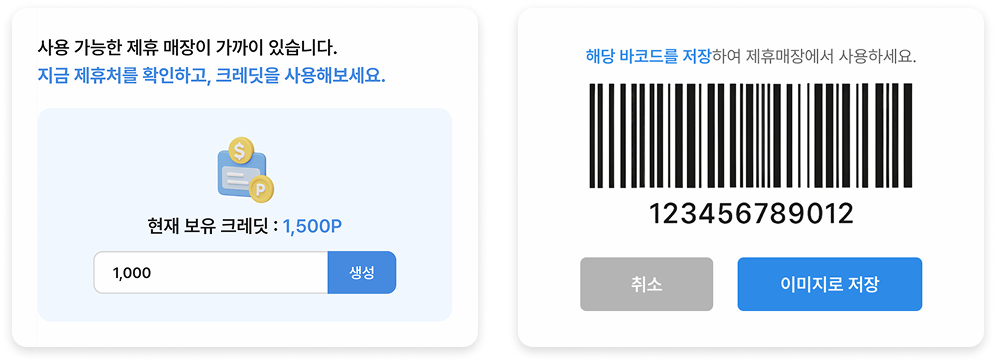 사용 가능한 제휴 매장이 가까이 있습니다.
지금 제휴처를 확인하고, 크레딧을 사용해보세요.
$
P
현재 보유 크레딧 : 1,500P
1,000
생성
해당 바코드를 저장하여 제휴매장에서 사용하세요.
123456789012
취소
이미지로 저장